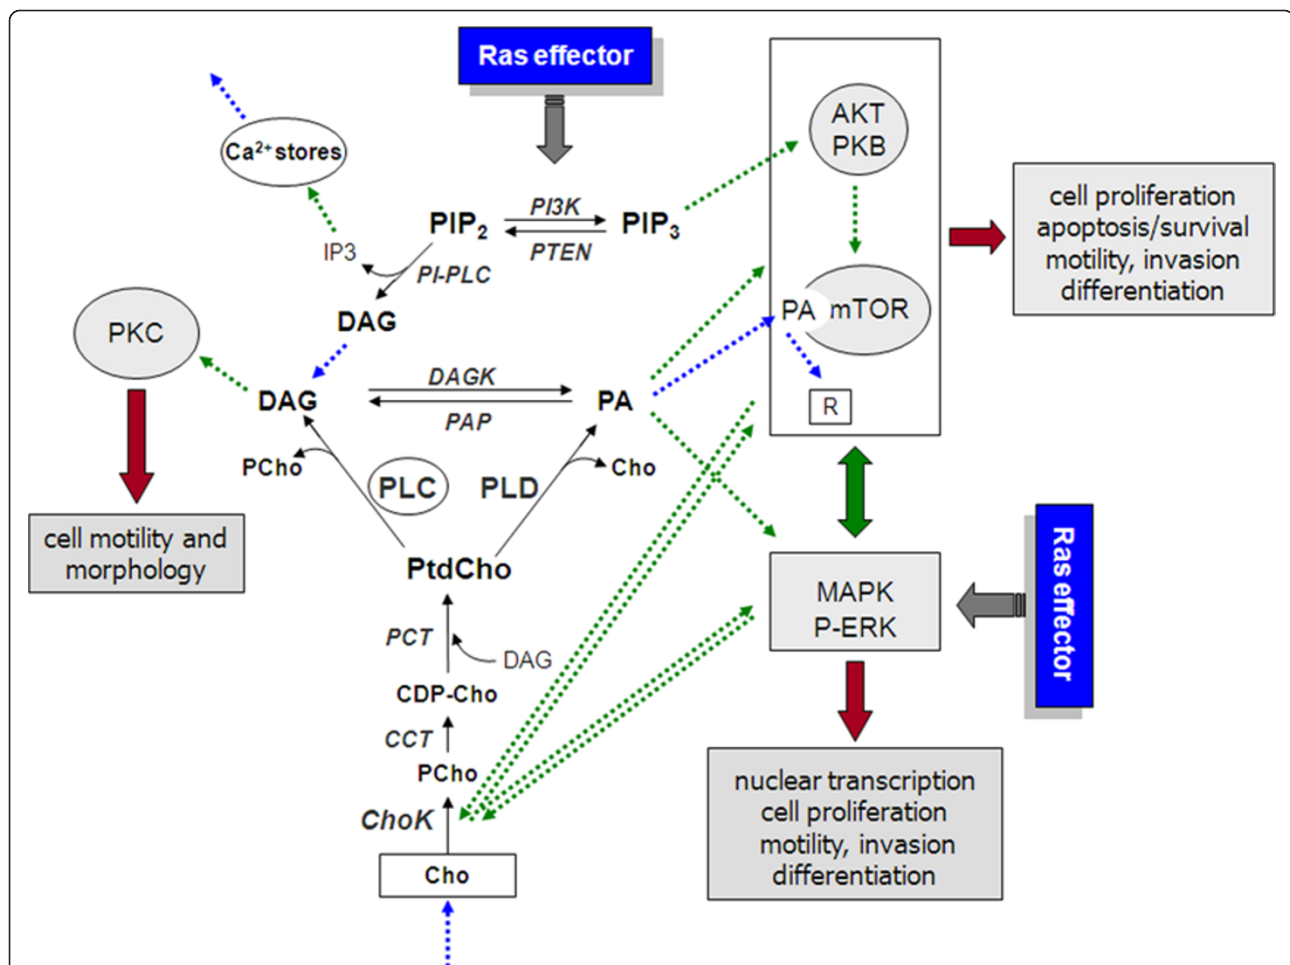 Ras effector
AKT
PKB
Ca2+ stores
cell proliferation
apoptosis/survival
motility, invasion
differentiation
PI3K
PIP2
PIP3
PTEN
IP3
PI-PLC
DAG
PKC
PA
mTOR
DAGK
DAG
PA
PAP
R
PCho
Cho
PLC
PLD
cell motility and
morphology
PtdCho
MAPK
P-ERK
Ras effector
PCT
DAG
CDP-Cho
CCT
PCho
nuclear transcription
cell proliferation
motility, invasion
differentiation
ChoK
Cho